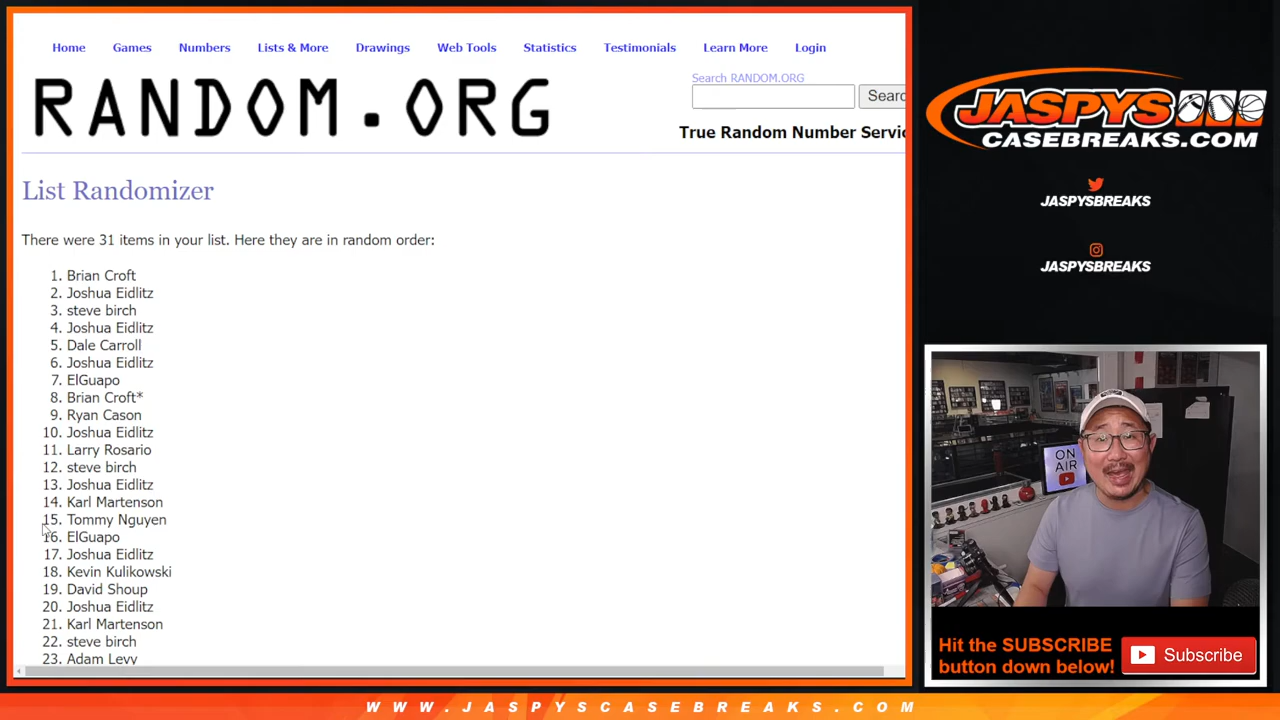 Home Games Numbers Lists & More Drawings Web Tools Statistics Testimonials Learn More Login
RANDOM.ORG
Search RANDOM.ORG
Searc
True Random Number Servic
List Randomizer
There were 31 items in your list. Here they are in random order:
1. Brian Croft
2. Joshua Eidlitz
3. steve birch
4. Joshua Eidlitz
5. Dale Carroll
6. Joshua Eidlitz
7. ElGuapo
8. Brian Croft*
9. Ryan Cason
10. Joshua Eidlitz
11. Larry Rosario
12. steve birch
13. Joshua Eidlitz
14. Karl Martenson
15. Tommy Nguyen
16. ElGuapo
17. Joshua Eidlitz
18. Kevin Kulikowski
19. David Shoup
20. Joshua Eidlitz
21. Karl Martenson
22. steve birch
23. Adam Levy
JASPYS
CASEBREAKS.COM
JASPYSBREAKS
JASPYSBREAKS
ON
AIR
Hit the SUBSCRIBE
button down below!
Subscribe
WWW.JASPYSCASEBREAKS.COM